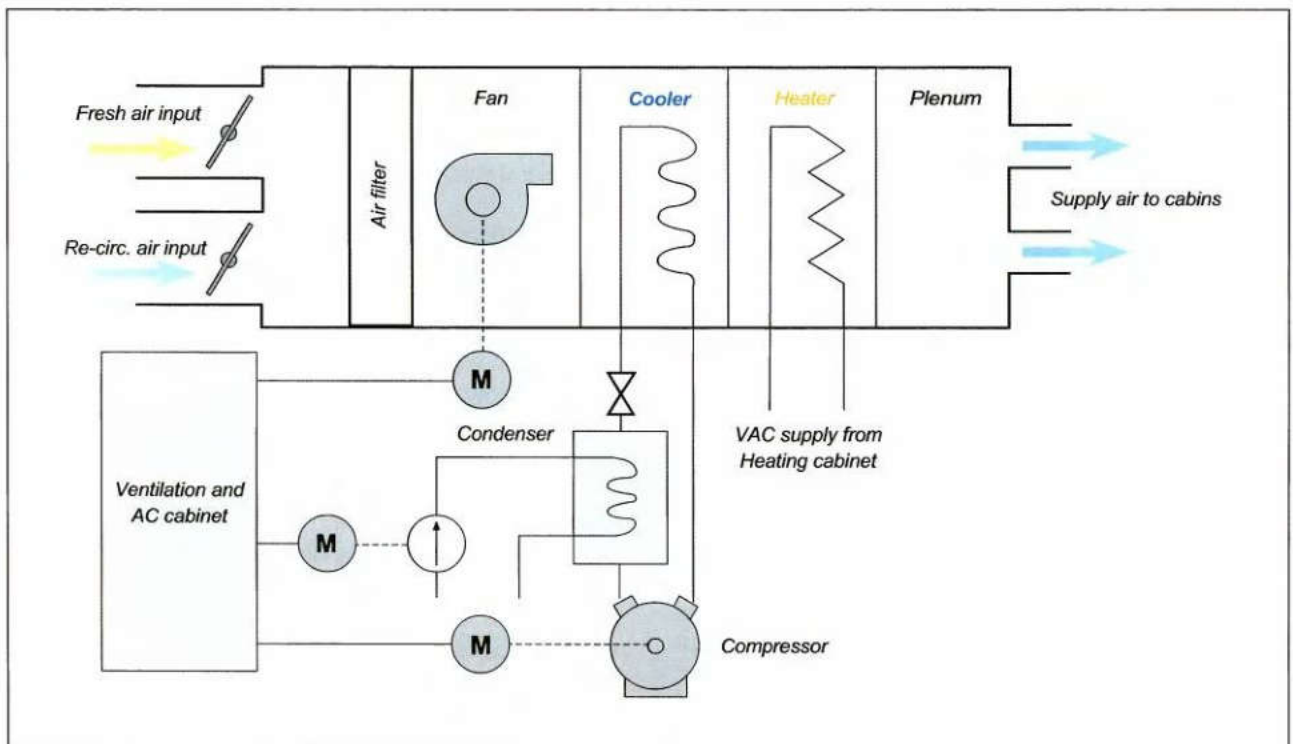 Fresh air input
Re-circ. air input
Air filter
Fan
Cooler
Heater
Plenum
Supply air to cabins
M
Condenser
VAC supply from
Heating cabinet
Ventilation and
AC cabinet
M
M
Compressor